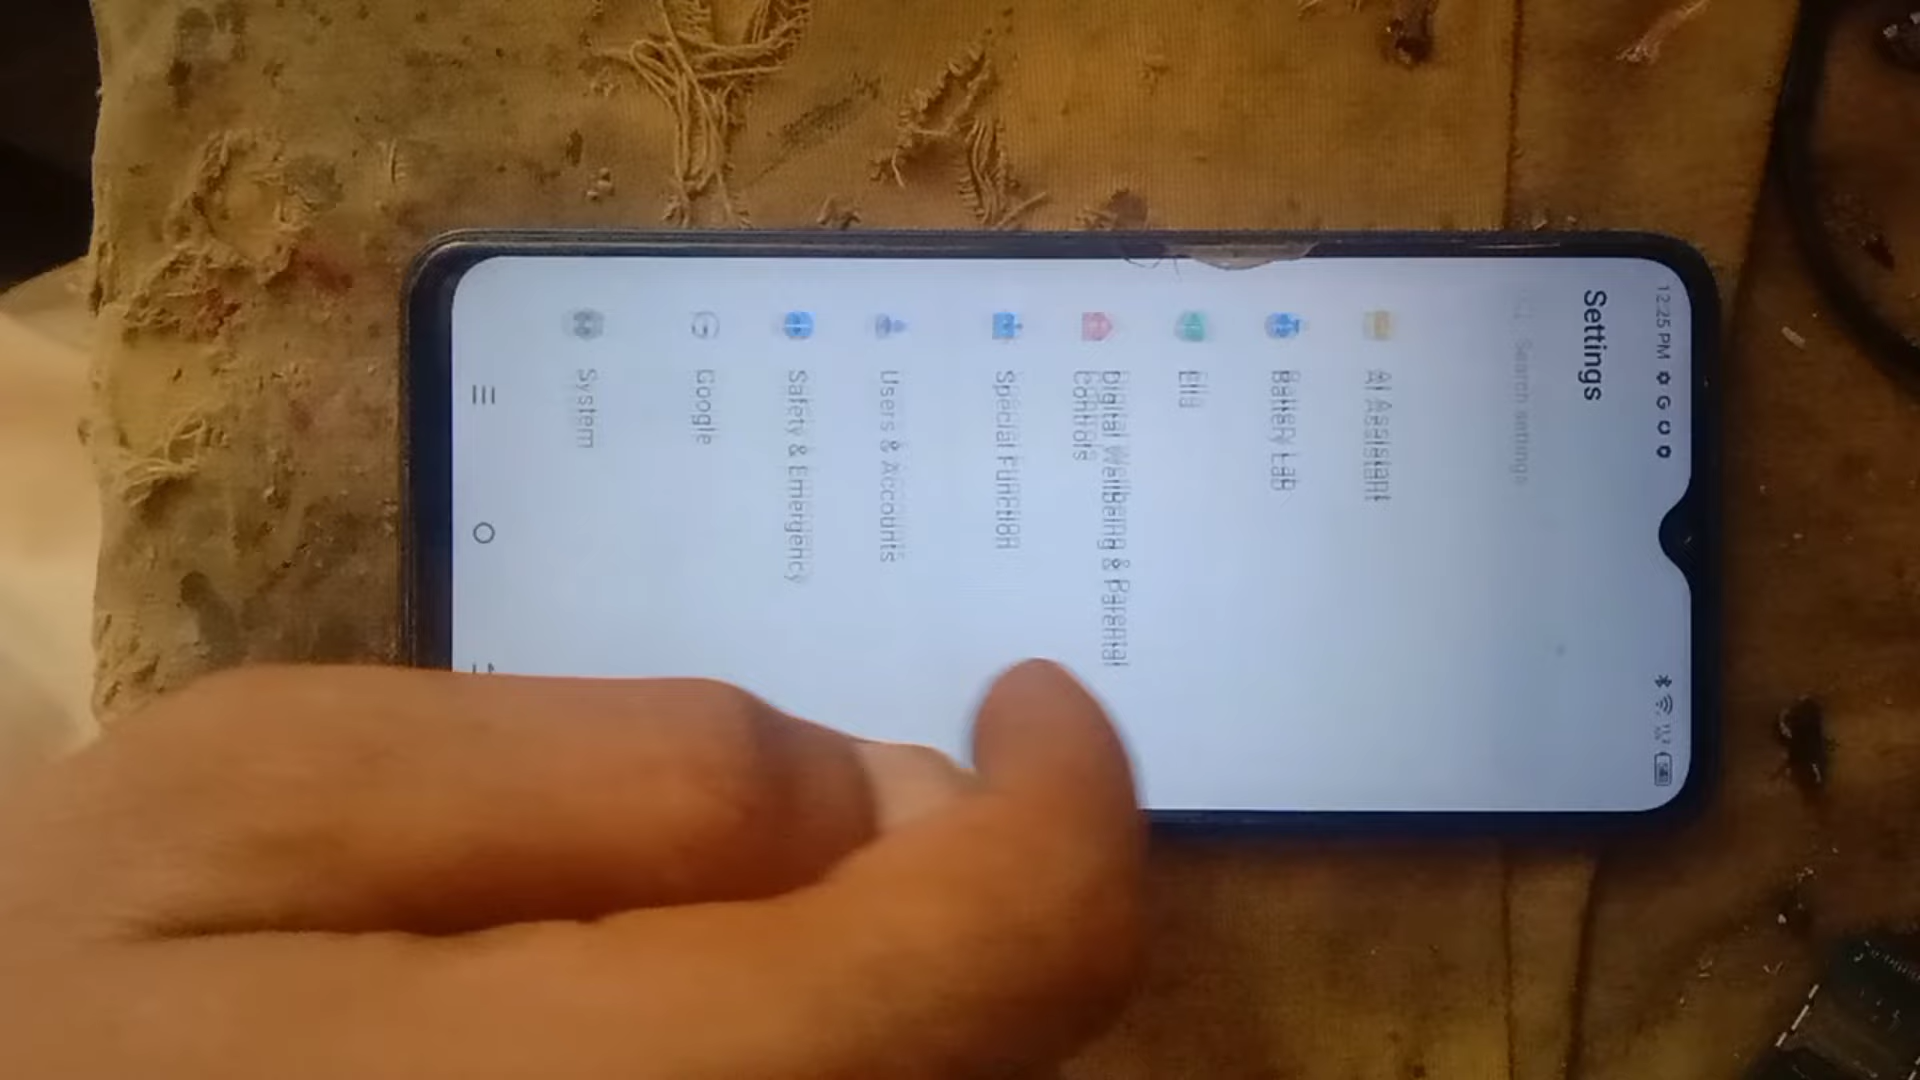 12:25 PM
Settings
Search settings
AI Assistant
Battery Lab
Ella
Digital Wellbeing & Parental
Controls
Special Function
Users & Accounts
Safety & Emergency
Google
System